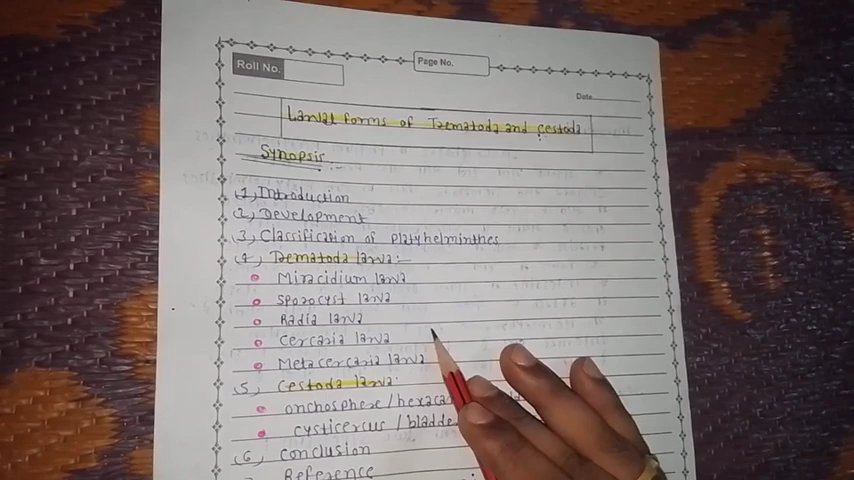 Roll No.
Page No.
Date
Larval forms of Trematoda and Cestoda
Synopsis
(1) Introduction
(2) Development
(3) Classification of Platyhelminthes
(4) Trematoda larva:-
Miracidium larva
Sporocyst larva
Radia larva
Cercaria larva
Metacercaria larva
(5) Cestoda larva:
onchosphere/hexacan
cysticercus/bladde
(6) conclusion
Reference